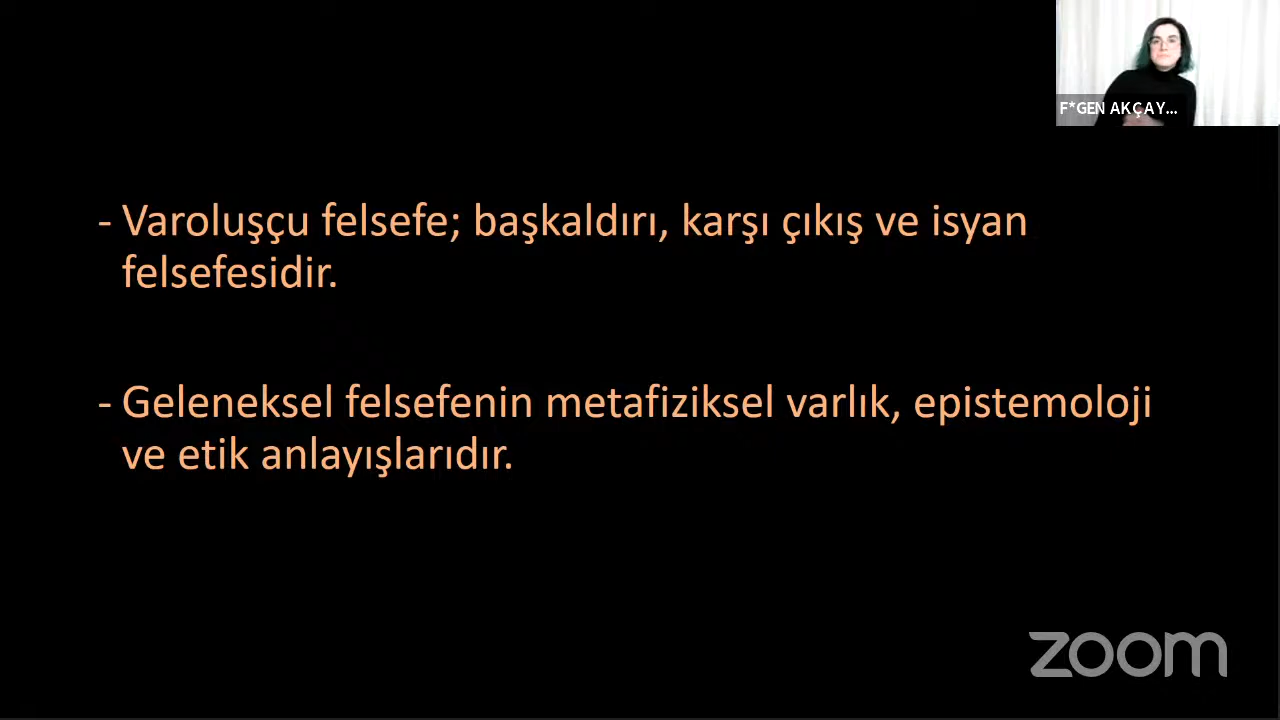 F*GEN AKÇAY...
- Varoluşçu felsefe; başkaldırı, karşı çıkış ve isyan
felsefesidir.
- Geleneksel felsefenin metafiziksel varlık, epistemoloji
ve etik anlayışlarıdır.
zoom